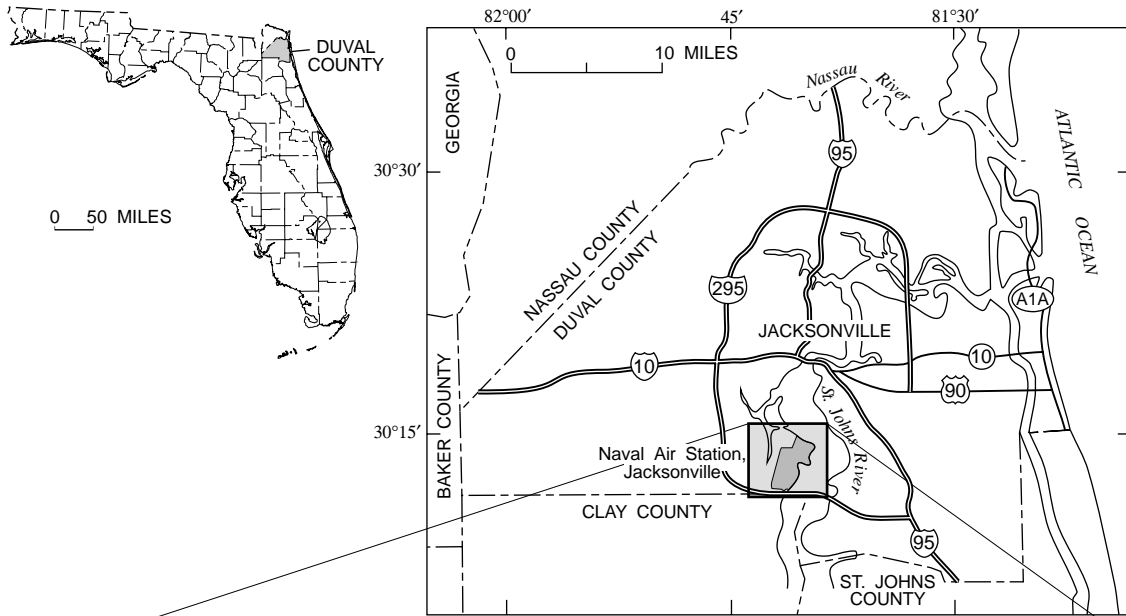 DUVAL
COUNTY
0 50 MILES
82°00′ 45′ 81°30′
0 10 MILES
Nassau River
GEORGIA
95
ATLANTIC OCEAN
30°30′
NASSAU COUNTY
DUVAL COUNTY
295
A1A
JACKSONVILLE
10
10
90
BAKER COUNTY
St. Johns River
30°15′
Naval Air Station,
Jacksonville
CLAY COUNTY
95
ST. JOHNS
COUNTY